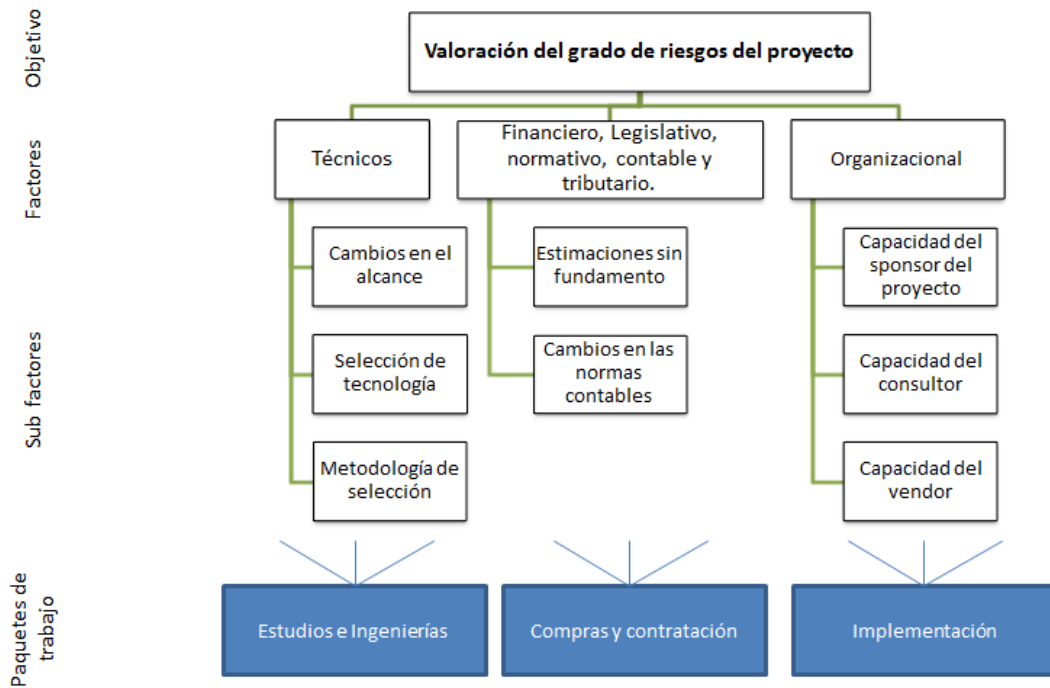 Objetivo
Valoración del grado de riesgos del proyecto
Factores
Técnicos
Financiero, Legislativo,
normativo, contable y
tributario.
Organizacional
Sub factores
Cambios en el
alcance
Estimaciones sin
fundamento
Capacidad del
sponsor del
proyecto
Selección de
tecnología
Cambios en las
normas
contables
Capacidad del
consultor
Metodología de
selección
Capacidad del
vendor
Paquetes de
trabajo
Estudios e Ingenierías
Compras y contratación
Implementación